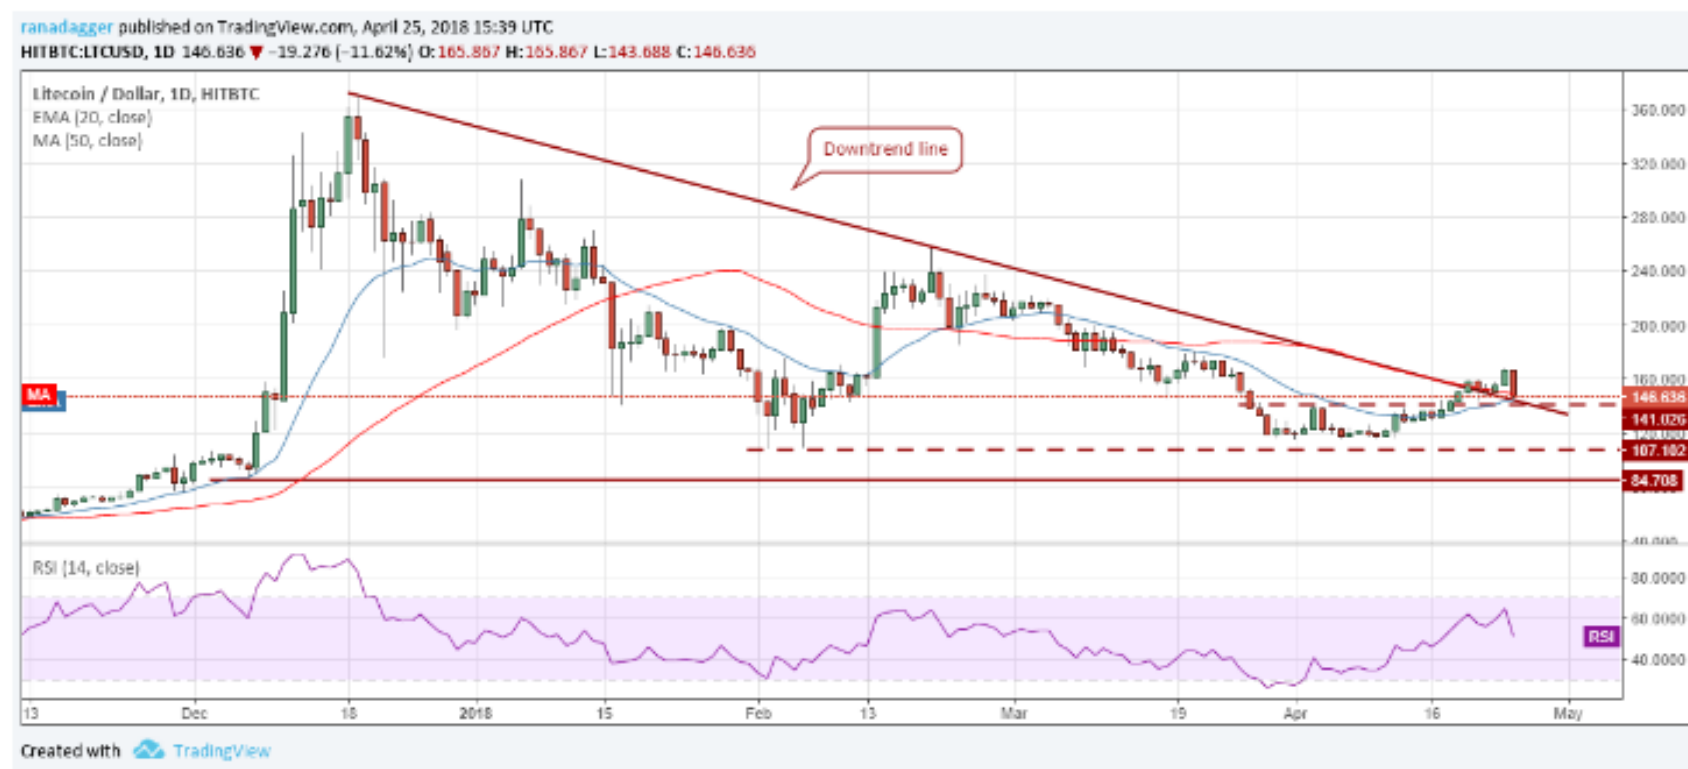 ranadagger published on TradingView.com, April 25, 2018 15:39 UTC
HITBTC:LTCUSD, 1D 146.636 ▼ −19.276 (−11.62%) O:165.867 H:165.867 L:143.688 C:146.636
Litecoin / Dollar, 1D, HITBTC
EMA (20, close)
MA (50, close)
Downtrend line
360.000
320.000
280.000
240.000
200.000
160.000
MA
146.636
141.026
120.000
107.102
84.708
40.000
RSI (14, close)
80.0000
60.0000
RSI
40.0000
13 Dec 18 2018 15 Feb 13 Mar 19 Apr 16 May
Created with TradingView